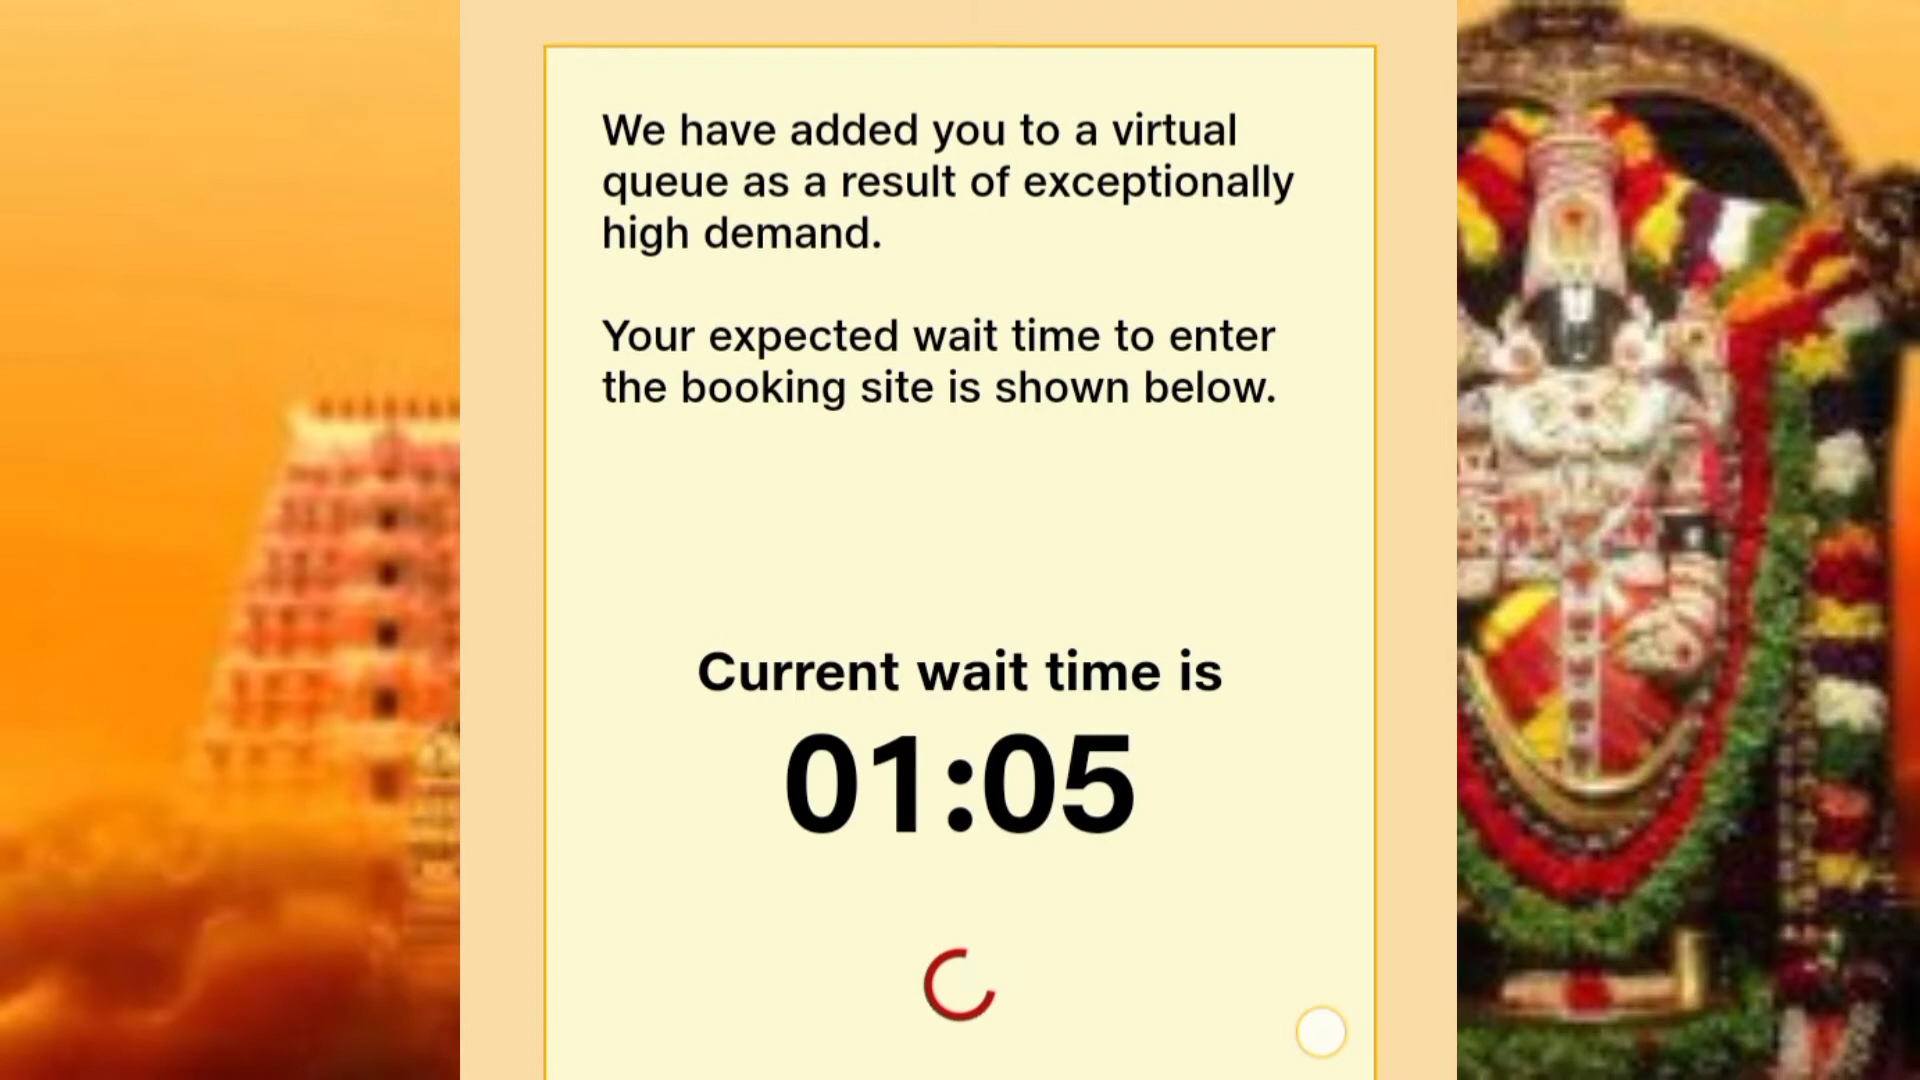 We have added you to a virtual
queue as a result of exceptionally
high demand.
Your expected wait time to enter
the booking site is shown below.
Current wait time is
01:05